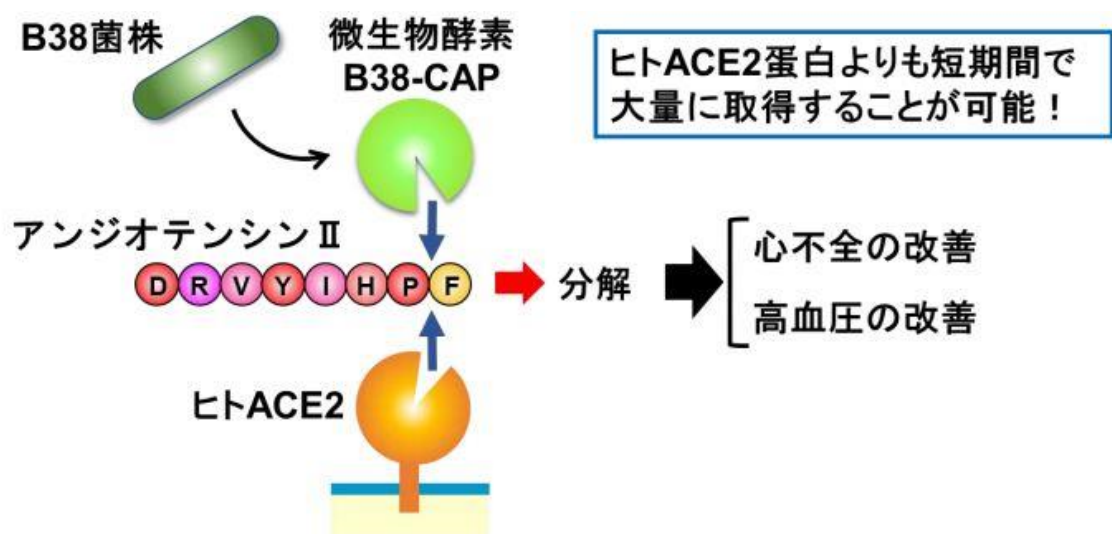 B38菌株
微生物酵素
B38-CAP
ヒトACE2蛋白よりも短期間で
大量に取得することが可能！
アンジオテンシンⅡ
D R V Y I H P F
分解
心不全の改善
高血圧の改善
ヒトACE2